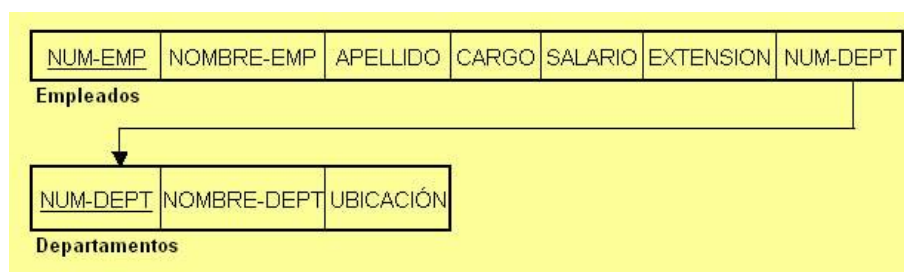 NUM-EMP NOMBRE-EMP APELLIDO CARGO SALARIO EXTENSION NUM-DEPT
Empleados
NUM-DEPT NOMBRE-DEPT UBICACIÓN
Departamentos